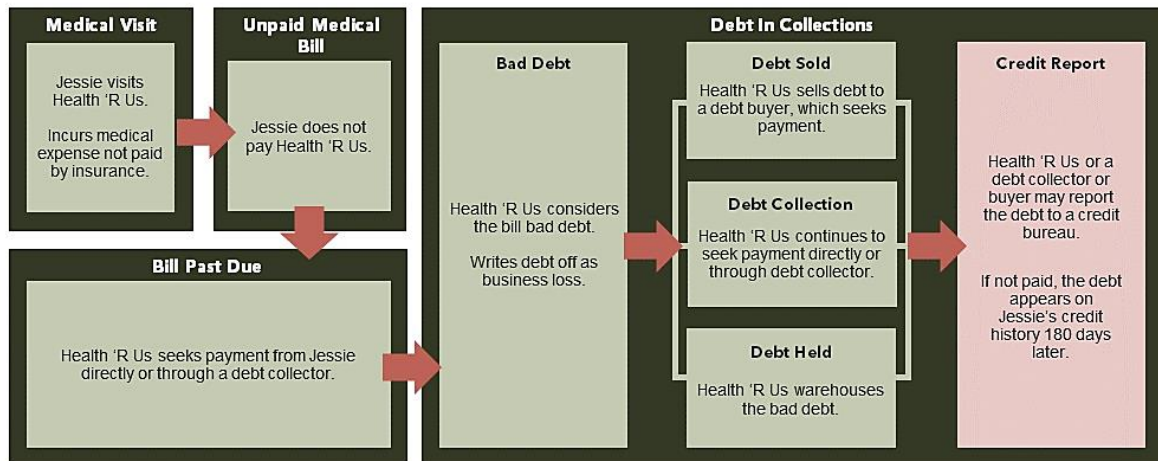 Medical Visit
Jessie visits
Health ‘R Us.
Incurs medical
expense not paid
by insurance.
Unpaid Medical
Bill
Jessie does not
pay Health ‘R Us.
Bill Past Due
Health ‘R Us seeks payment from Jessie
directly or through a debt collector.
Debt In Collections
Bad Debt
Health ‘R Us considers
the bill bad debt.
Writes debt off as
business loss.
Debt Sold
Health ‘R Us sells debt to
a debt buyer, which seeks
payment.
Debt Collection
Health ‘R Us continues to
seek payment directly or
through debt collector.
Debt Held
Health ‘R Us warehouses
the bad debt.
Credit Report
Health ‘R Us or a
debt collector or
buyer may report
the debt to a credit
bureau.
If not paid, the debt
appears on
Jessie’s credit
history 180 days
later.